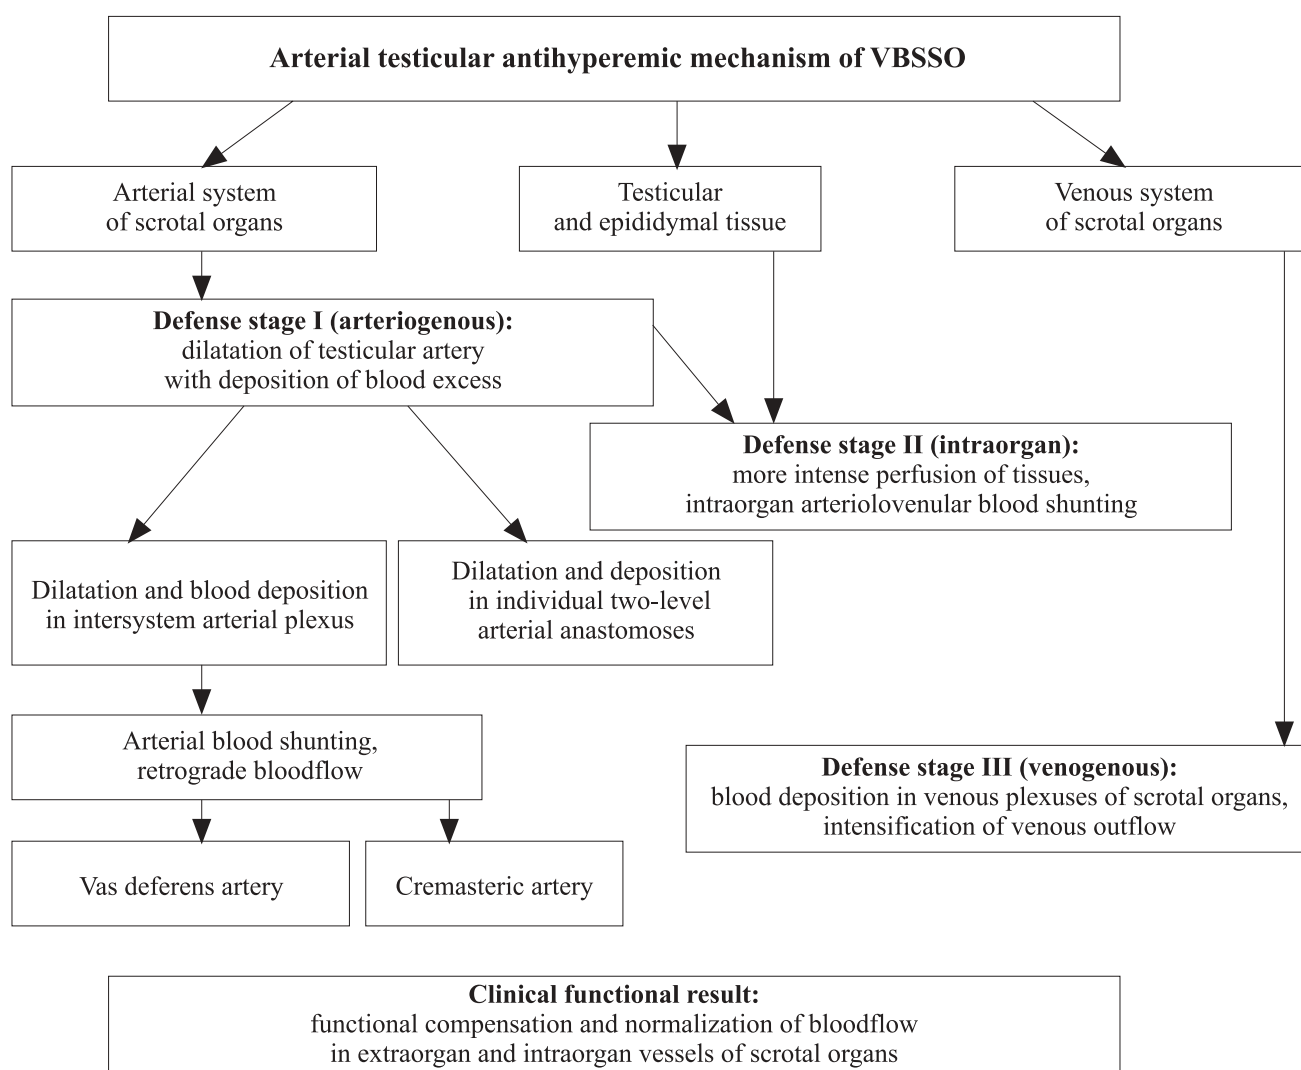 Arterial testicular antihyperemic mechanism of VBSSO
Arterial system
of scrotal organs
Testicular
and epididymal tissue
Venous system
of scrotal organs
Defense stage I (arteriogenous):
dilatation of testicular artery
with deposition of blood excess
Defense stage II (intraorgan):
more intense perfusion of tissues,
intraorgan arteriolovenular blood shunting
Dilatation and blood deposition
in intersystem arterial plexus
Dilatation and deposition
in individual two-level
arterial anastomoses
Arterial blood shunting,
retrograde bloodflow
Defense stage III (venogenous):
blood deposition in venous plexuses of scrotal organs,
intensification of venous outflow
Vas deferens artery
Cremasteric artery
Clinical functional result:
functional compensation and normalization of bloodflow
in extraorgan and intraorgan vessels of scrotal organs